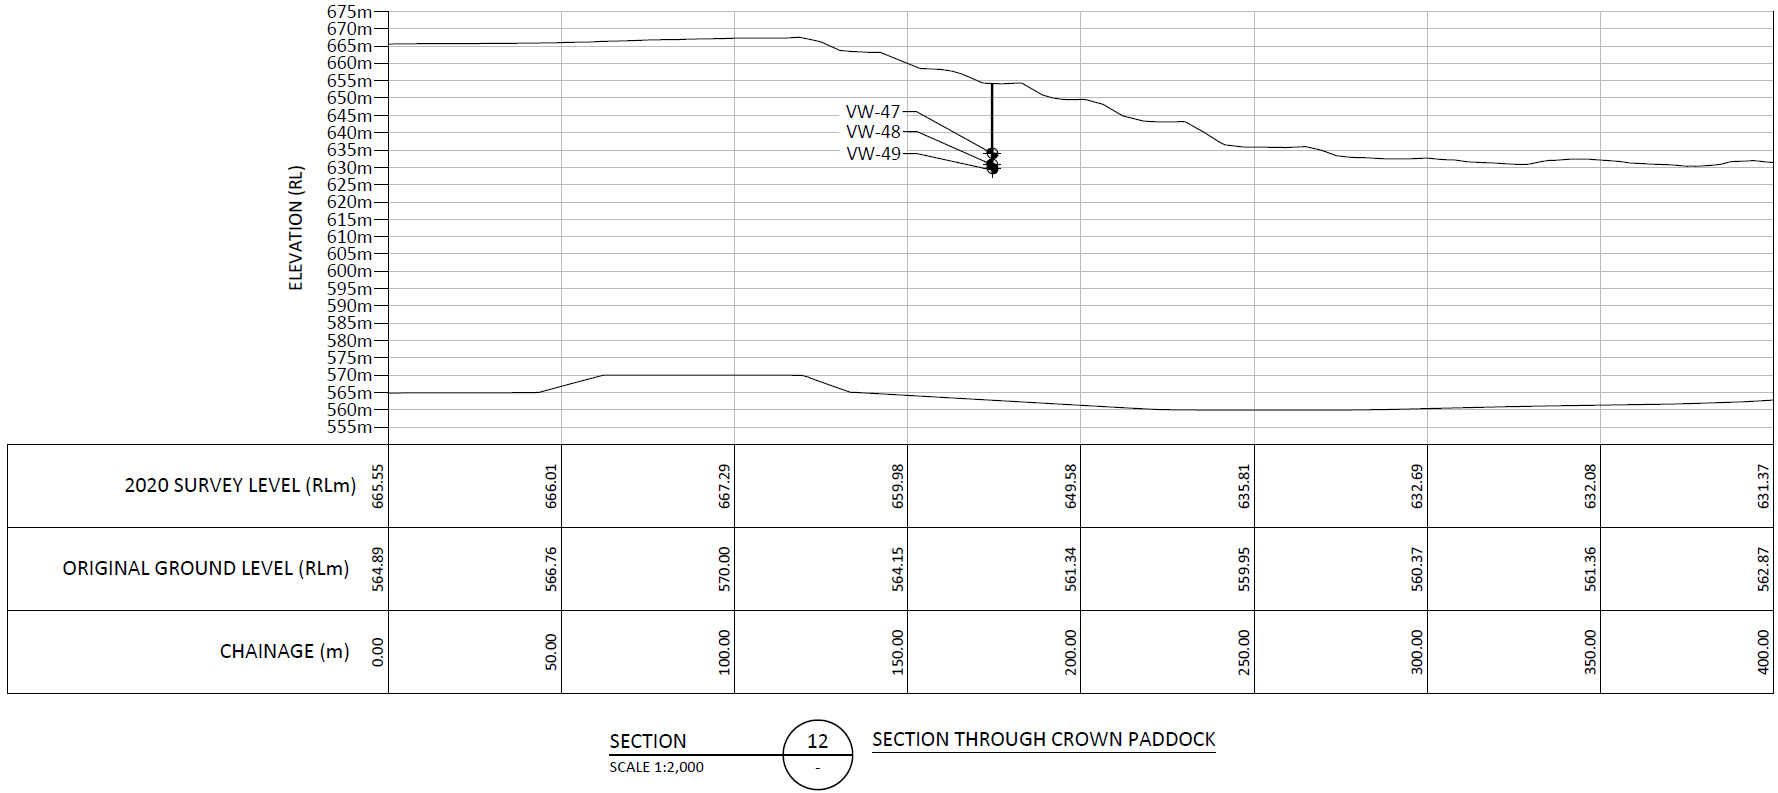 675m
670m
665m
660m
655m
650m
645m
640m
635m
630m
625m
620m
615m
610m
605m
600m
595m
590m
585m
580m
575m
570m
565m
560m
555m
ELEVATION (RL)
VW-47
VW-48
VW-49
2020 SURVEY LEVEL (RLm) 665.55 666.01 667.29 659.98 649.58 635.81 632.69 632.08 631.37
ORIGINAL GROUND LEVEL (RLm) 564.89 566.76 570.00 564.15 561.34 559.95 560.37 561.36 562.87
CHAINAGE (m) 0.00 50.00 100.00 150.00 200.00 250.00 300.00 350.00 400.00
SECTION 12 SECTION THROUGH CROWN PADDOCK
SCALE 1:2,000 -